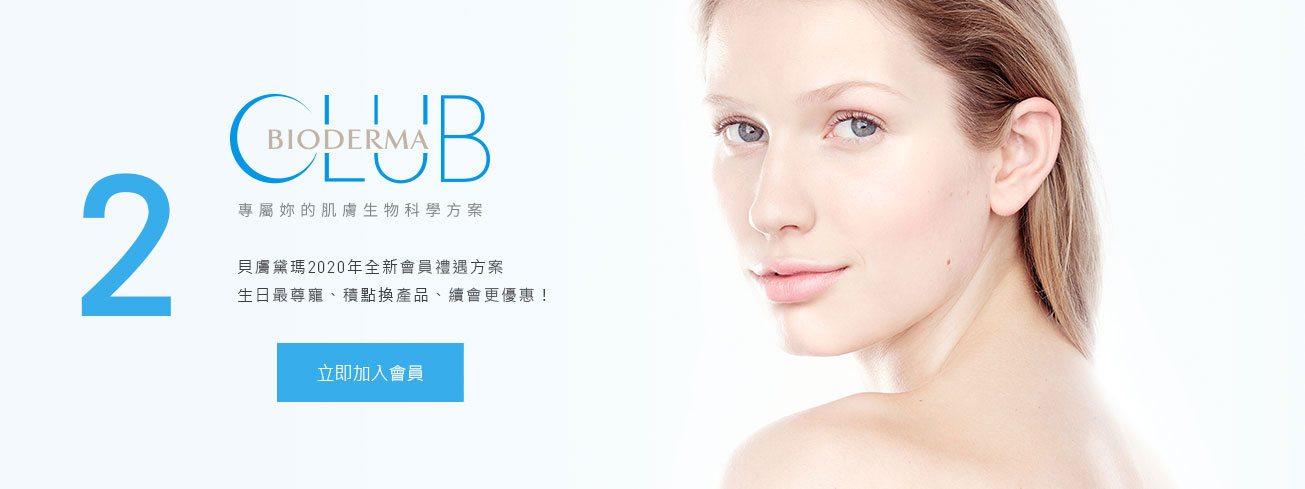 2
BIODERMA
CLUB
專屬妳的肌膚生物科學方案
貝膚黛瑪2020年全新會員禮遇方案
生日最尊寵、積點換產品、續會更優惠！
立即加入會員